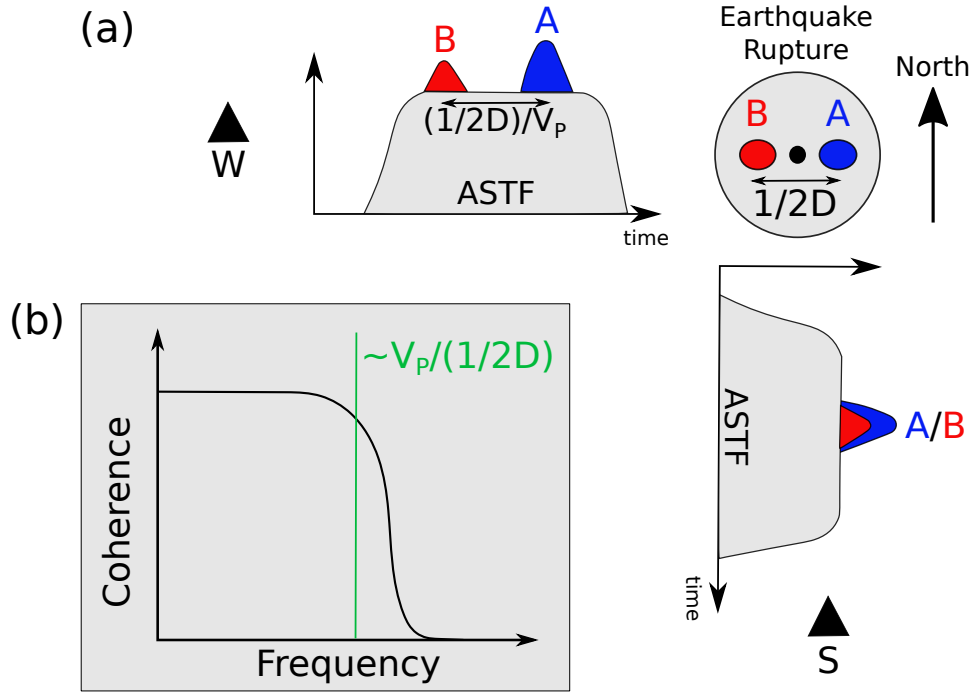 (a)
B
A
(1/2D)/VP
ASTF
time
W
Earthquake
Rupture
North
B
A
1/2D
(b)
~VP/(1/2D)
Coherence
Frequency
ASTF
A/B
time
S